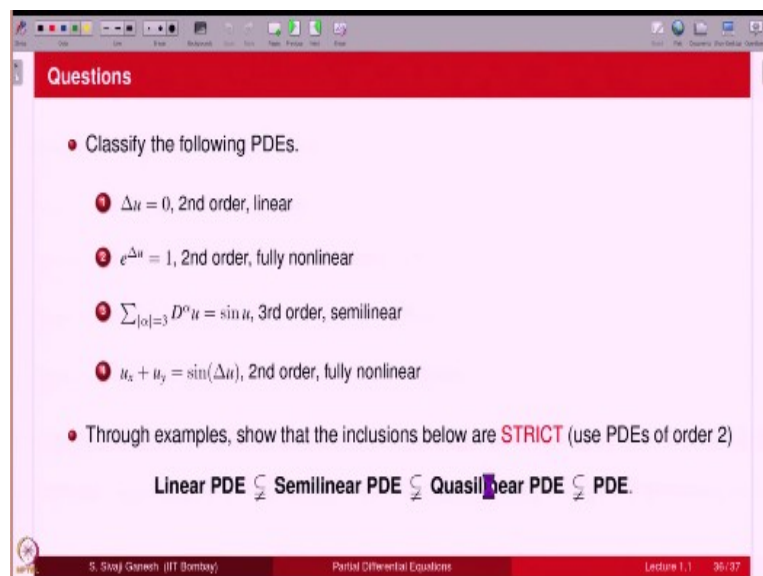 Questions
Classify the following PDEs.
1 Δu = 0, 2nd order, linear
2 e^{Δu} = 1, 2nd order, fully nonlinear
3 ∑_{|α|=3} D^α u = sin u, 3rd order, semilinear
4 u_x + u_y = sin(Δu), 2nd order, fully nonlinear
Through examples, show that the inclusions below are STRICT (use PDEs of order 2)
Linear PDE ⊊ Semilinear PDE ⊊ Quasilinear PDE ⊊ PDE.
S. Sivaji Ganesh (IIT Bombay) Partial Differential Equations Lecture 1.1 36/37